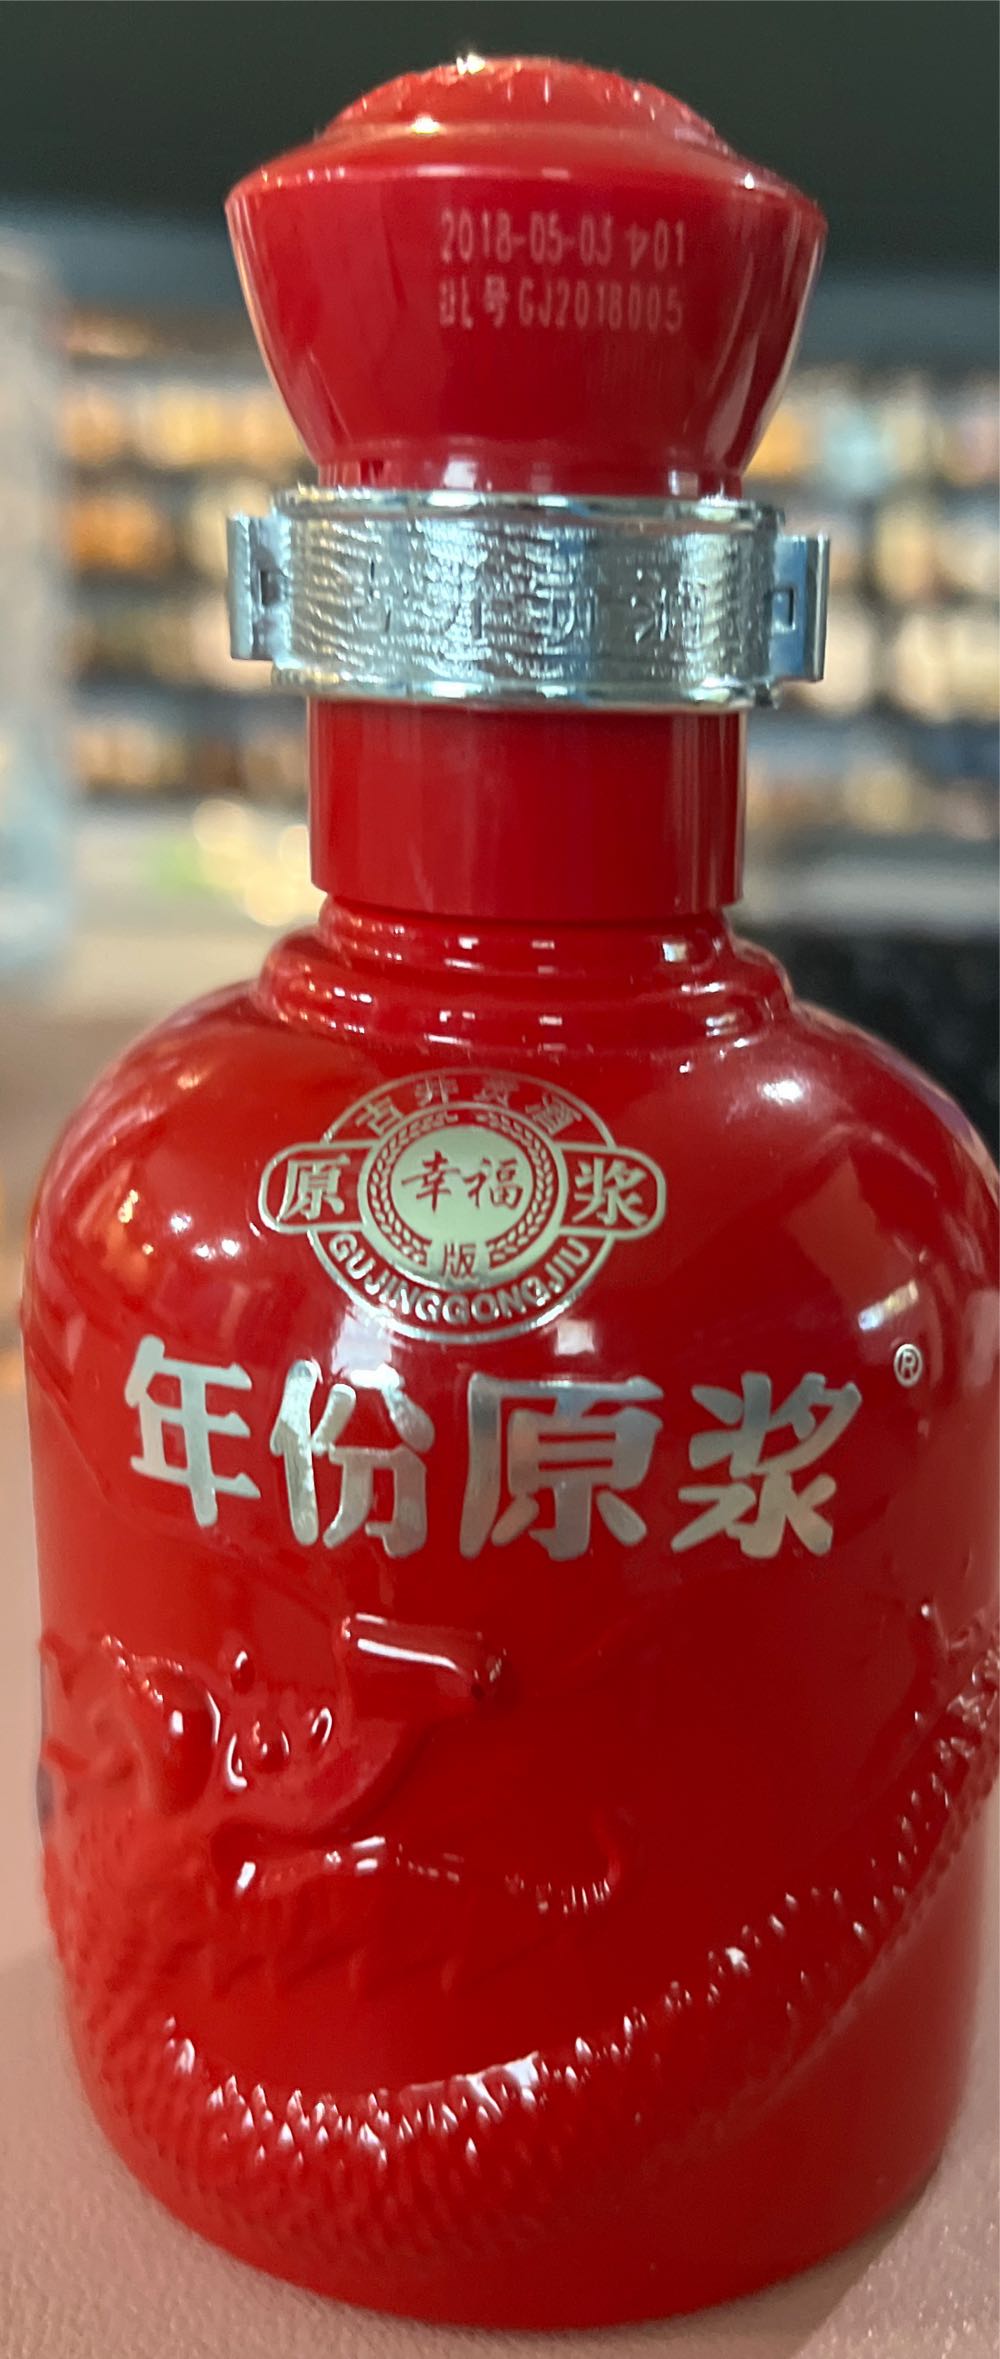 2018-05-03 01
批号GJ2018005
古井贡酒
原 幸福 浆
版
GUJINGGONGJIU
年份原浆®